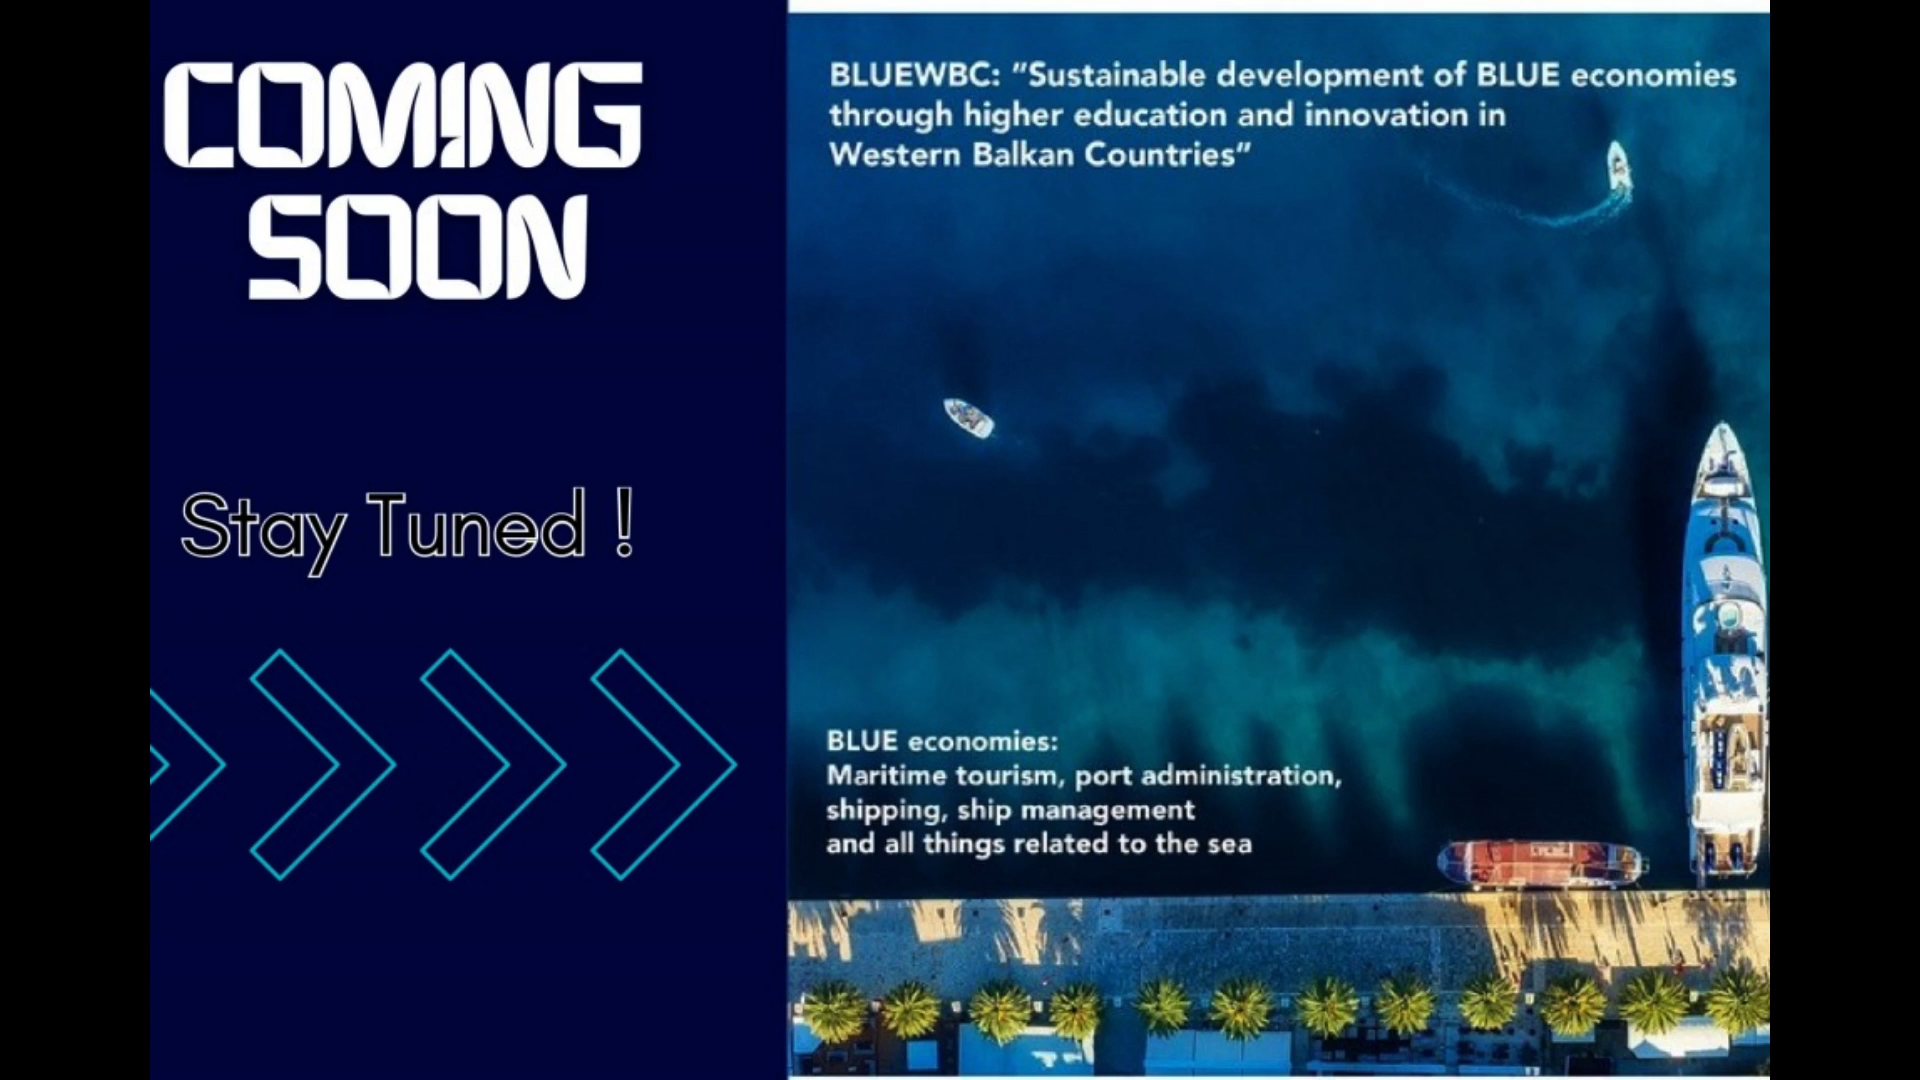 COMING
SOON
Stay Tuned !
BLUEWBC: “Sustainable development of BLUE economies
through higher education and innovation in
Western Balkan Countries”
BLUE economies:
Maritime tourism, port administration,
shipping, ship management
and all things related to the sea